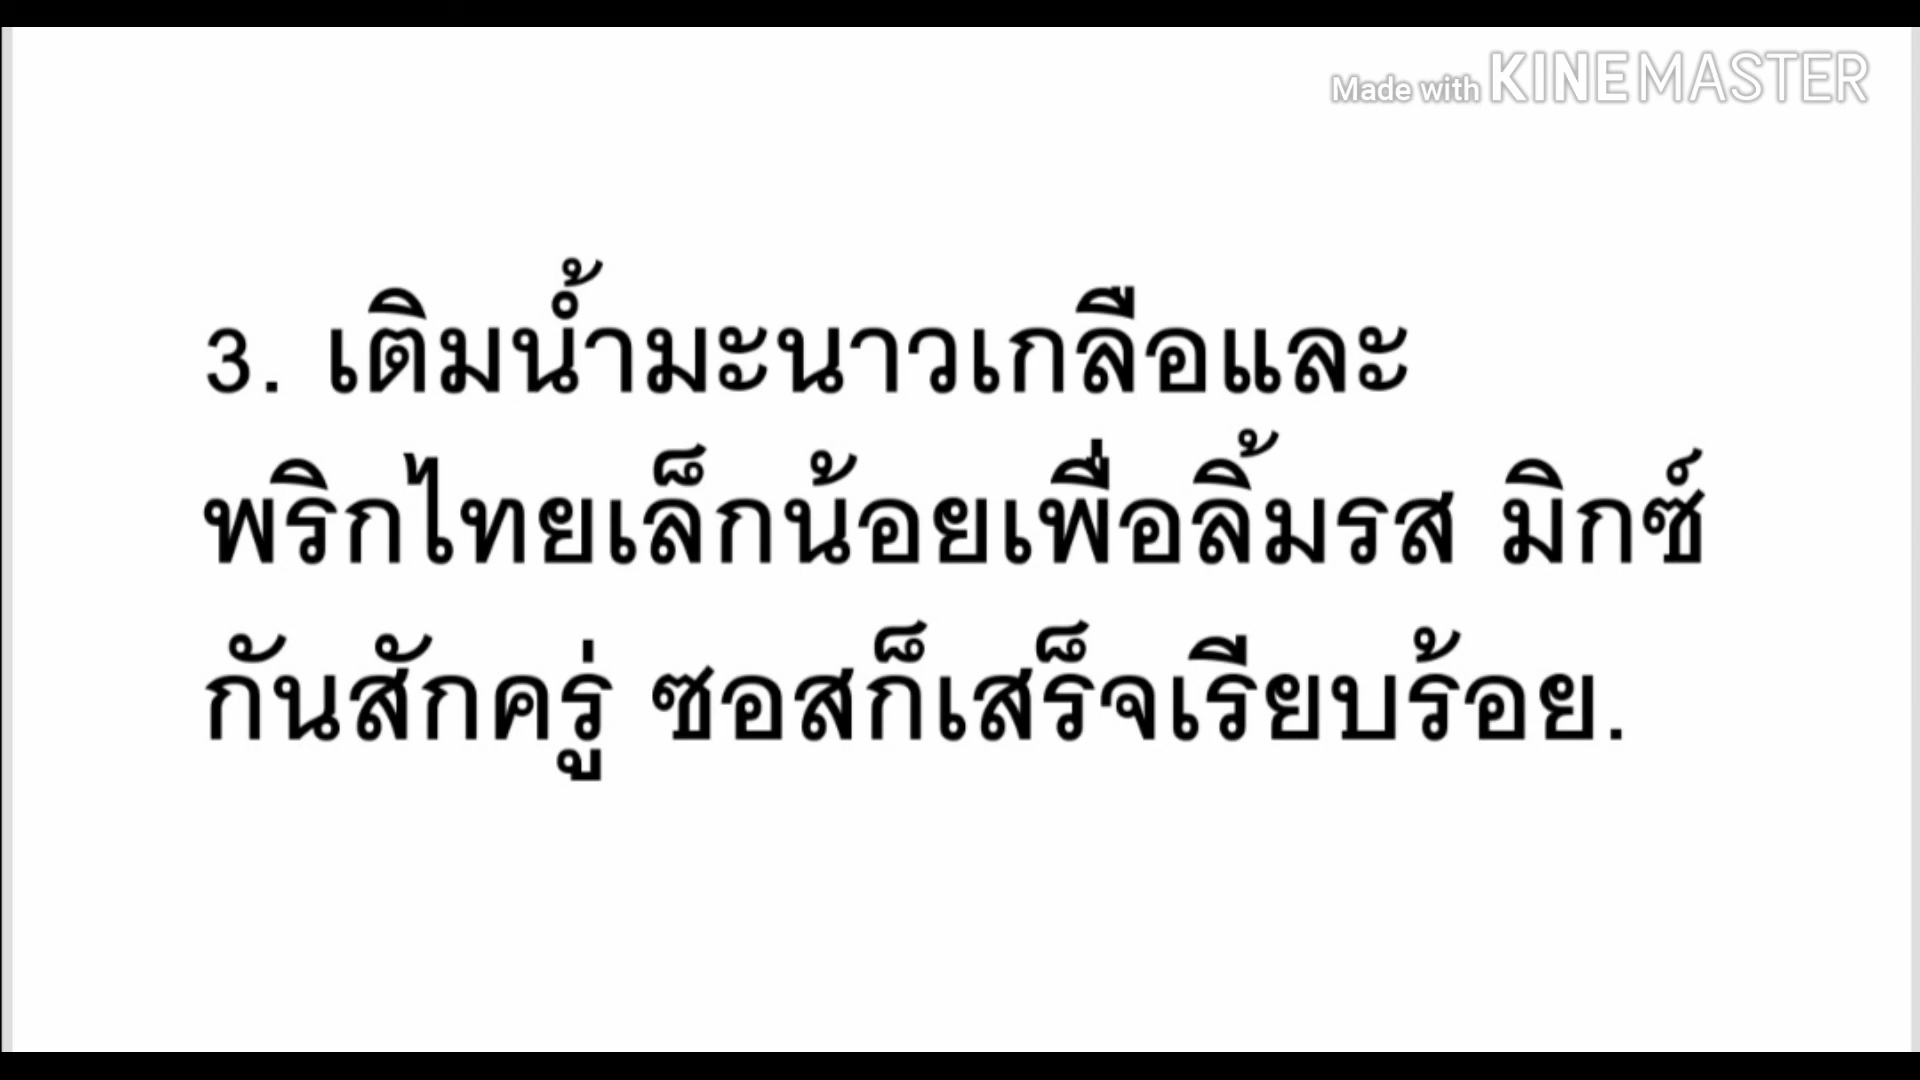 Made with KINEMASTER
3. เติมน้ำมะนาวเกลือและ
พริกไทยเล็กน้อยเพื่อลิ้มรส มิกซ์
กันสักครู่ ซอสก็เสร็จเรียบร้อย.